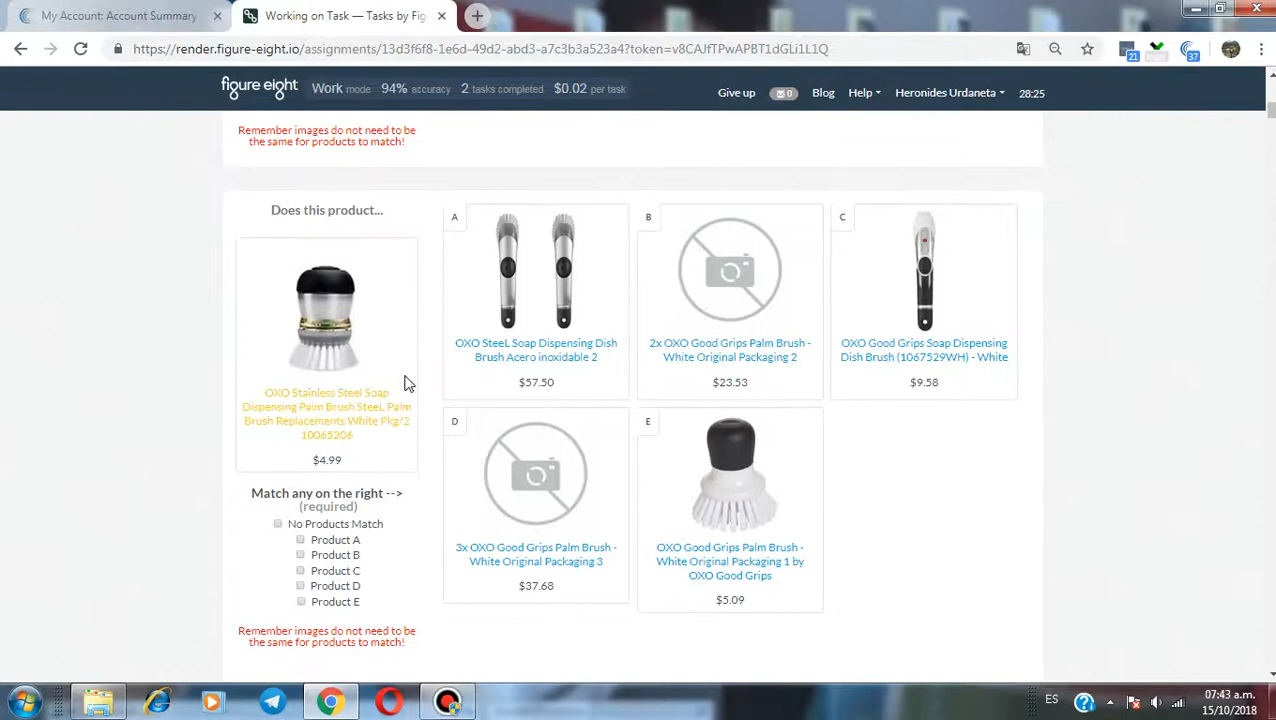 My Account: Account Summary
Working on Task — Tasks by Fig
https://render.figure-eight.io/assignments/13d3f6f8-1e6d-49d2-abd3-a7c3b3a523a4?token=v8CAJfTPwAPBT1dGLi1L1Q
21
37
figure eight
Work mode 94% accuracy 2 tasks completed $0.02 per task
Give up
0
Blog
Help
Heronides Urdaneta
28:25
Remember images do not need to
the same for products to match!
Does this product...
OXO Stainless Steel Soap
Dispensing Palm Brush SteeL Palm
Brush Replacements White Pkg/2
10065206
$4.99
Match any on the right -->
(required)
No Products Match
Product A
Product B
Product C
Product D
Product E
Remember images do not need to be
the same for products to match!
A
OXO SteeL Soap Dispensing Dish
Brush Acero inoxidable 2
$57.50
B
2x OXO Good Grips Palm Brush -
White Original Packaging 2
$23.53
C
OXO Good Grips Soap Dispensing
Dish Brush (1067529WH) - White
$9.58
D
3x OXO Good Grips Palm Brush -
White Original Packaging 3
$37.68
E
OXO Good Grips Palm Brush -
White Original Packaging 1 by
OXO Good Grips
$5.09
ES
07:43 a.m.
15/10/2018